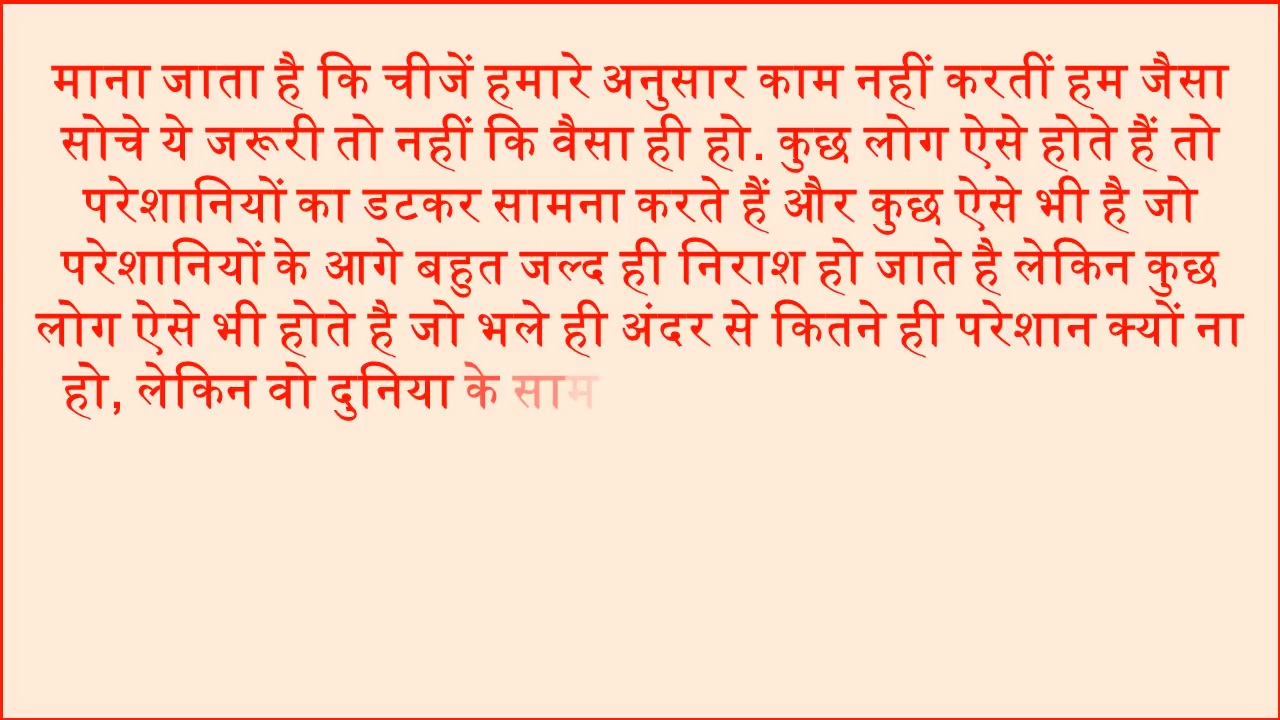 माना जाता है कि चीजें हमारे अनुसार काम नहीं करतीं हम जैसा
सोचे ये जरूरी तो नहीं कि वैसा ही हो. कुछ लोग ऐसे होते हैं तो
परेशानियों का डटकर सामना करते हैं और कुछ ऐसे भी है जो
परेशानियों के आगे बहुत जल्द ही निराश हो जाते है लेकिन कुछ
लोग ऐसे भी होते है जो भले ही अंदर से कितने ही परेशान क्यों ना
हो, लेकिन वो दुनिया के साम